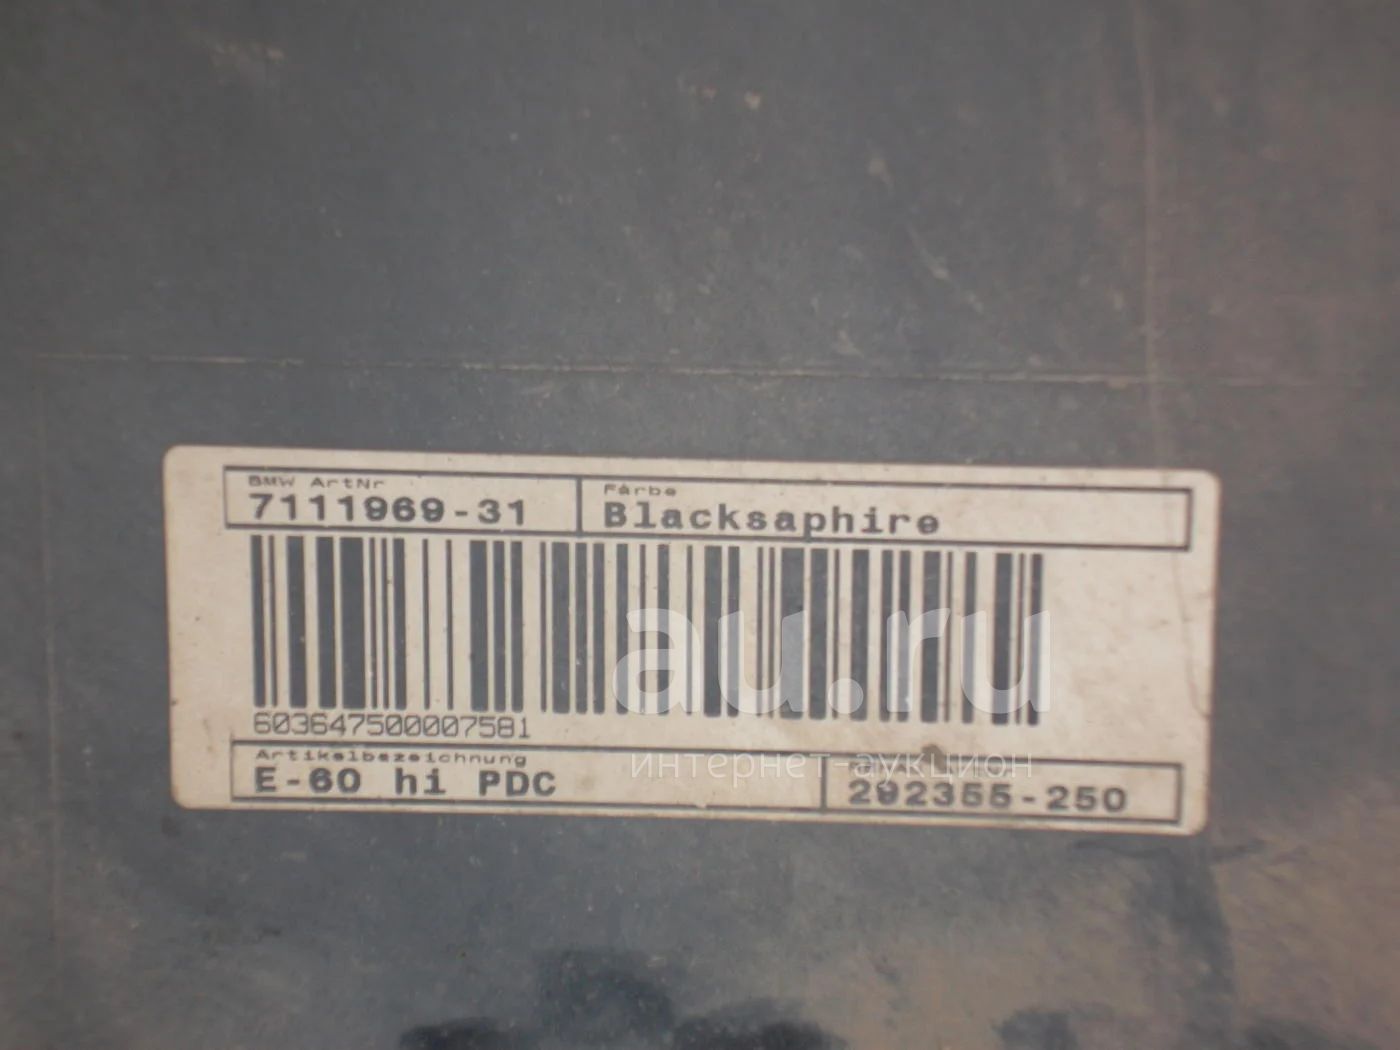 BMW ArtNr
7111969-31
Farbe
Blacksaphire
603647500007581
Artikelbezeichnung
E-60 hi PDC
292355-250
au.ru
интернет-аукцион